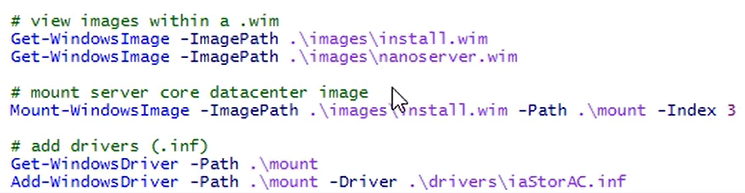 # view images within a .wim
Get-WindowsImage -ImagePath .\images\install.wim
Get-WindowsImage -ImagePath .\images\nanoserver.wim
# mount server core datacenter image
Mount-WindowsImage -ImagePath .\images\install.wim -Path .\mount -Index 3
# add drivers (.inf)
Get-WindowsDriver -Path .\mount
Add-WindowsDriver -Path .\mount -Driver .\drivers\iaStorAC.inf